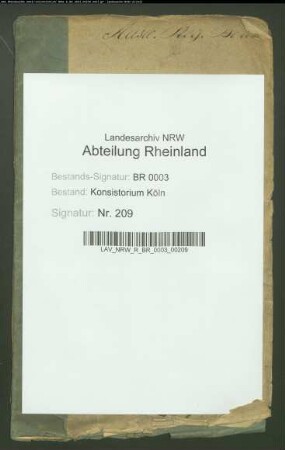 Landesarchiv NRW
Abteilung Rheinland
Bestands-Signatur: BR 0003
Bestand: Konsistorium Köln
Signatur: Nr. 209
LAV_NRW_R_BR_0003_00209